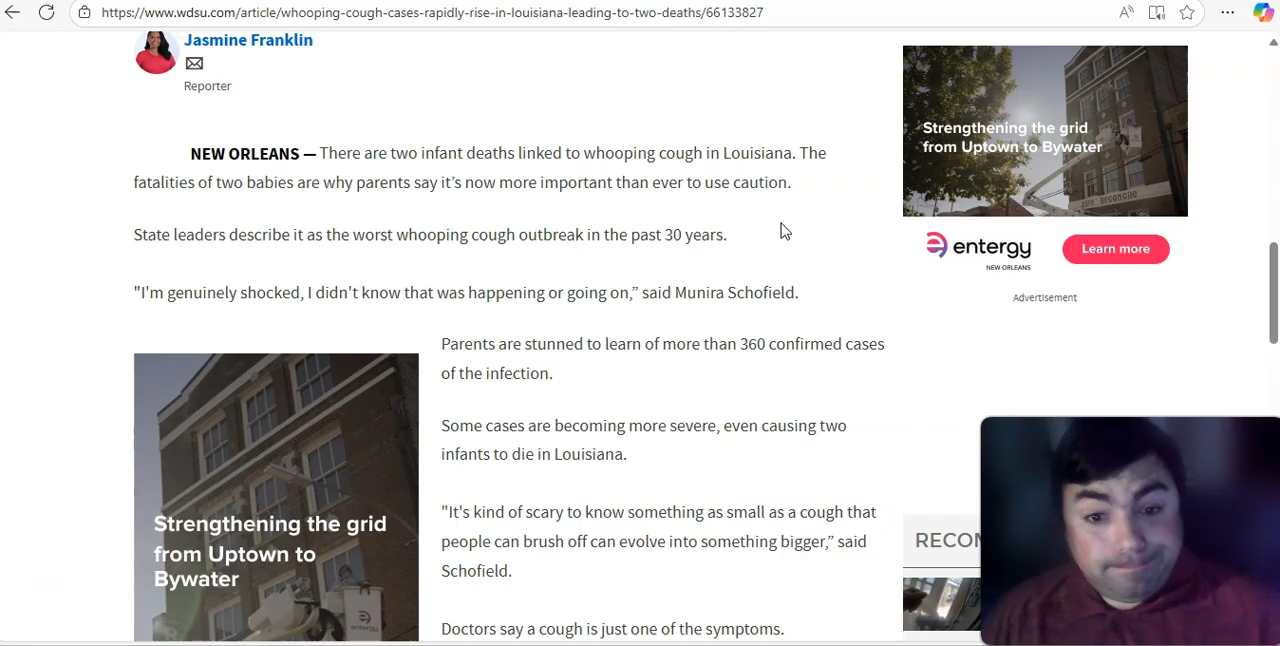 https://www.wdsu.com/article/whooping-cough-cases-rapidly-rise-in-louisiana-leading-to-two-deaths/66133827
Jasmine Franklin
Reporter
NEW ORLEANS — There are two infant deaths linked to whooping cough in Louisiana. The
fatalities of two babies are why parents say it’s now more important than ever to use caution.
State leaders describe it as the worst whooping cough outbreak in the past 30 years.
"I'm genuinely shocked, I didn't know that was happening or going on,” said Munira Schofield.
Parents are stunned to learn of more than 360 confirmed cases
of the infection.
Some cases are becoming more severe, even causing two
infants to die in Louisiana.
"It's kind of scary to know something as small as a cough that
people can brush off can evolve into something bigger,” said
Schofield.
Doctors say a cough is just one of the symptoms.
Strengthening the grid
from Uptown to
Bywater
entergy
Strengthening the grid
from Uptown to Bywater
entergy
NEW ORLEANS
Learn more
Advertisement